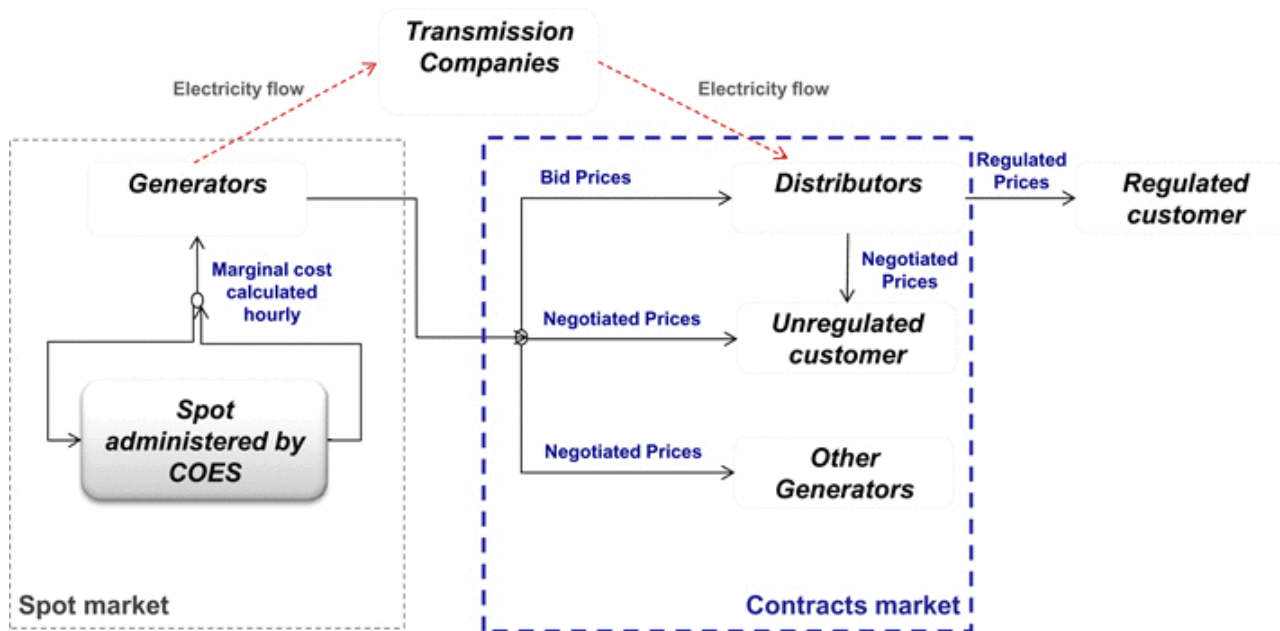 Transmission
Companies
Electricity flow
Electricity flow
Generators
Bid Prices
Distributors
Regulated
Prices
Regulated
customer
Marginal cost
calculated
hourly
Negotiated
Prices
Negotiated Prices
Unregulated
customer
Spot
administered by
COES
Negotiated Prices
Other
Generators
Spot market
Contracts market